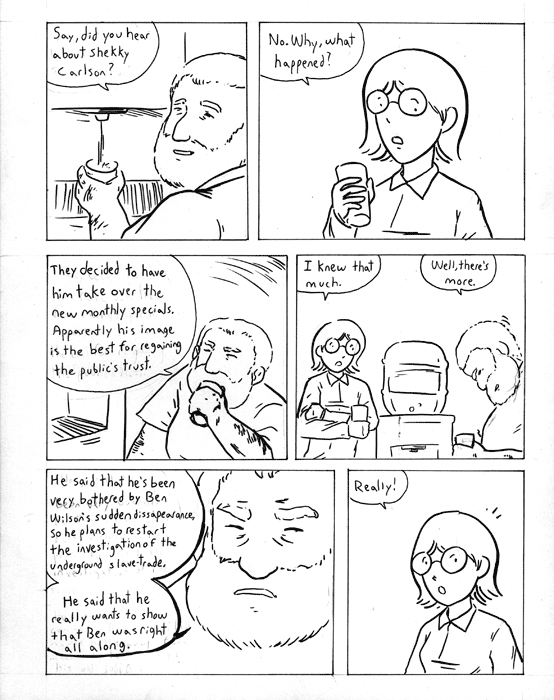 Say, did you hear
about shekky
Carlson?
No. Why, what
happened?
They decided to have
him take over the
new monthly specials.
Apparently his image
is the best for regaining
the public's trust.
I knew that
much.
Well, there's
more.
He said that he's been
very bothered by Ben
Wilson's sudden dissapearance,
so he plans to restart
the investigation of the
underground slave-trade.
He said that he
really wants to show
that Ben was right
all along.
Really!